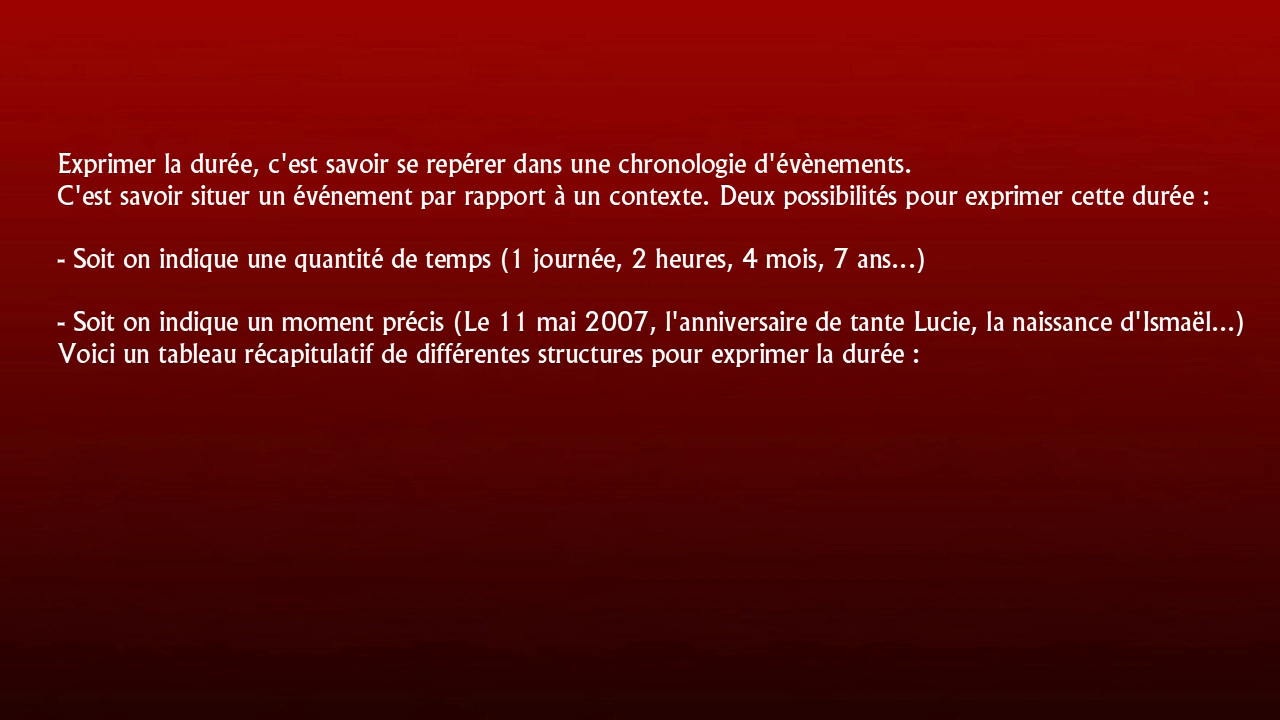 Exprimer la durée, c'est savoir se repérer dans une chronologie d'évènements.
C'est savoir situer un événement par rapport à un contexte. Deux possibilités pour exprimer cette durée :
- Soit on indique une quantité de temps (1 journée, 2 heures, 4 mois, 7 ans...)
- Soit on indique un moment précis (Le 11 mai 2007, l'anniversaire de tante Lucie, la naissance d'Ismaël...)
Voici un tableau récapitulatif de différentes structures pour exprimer la durée :